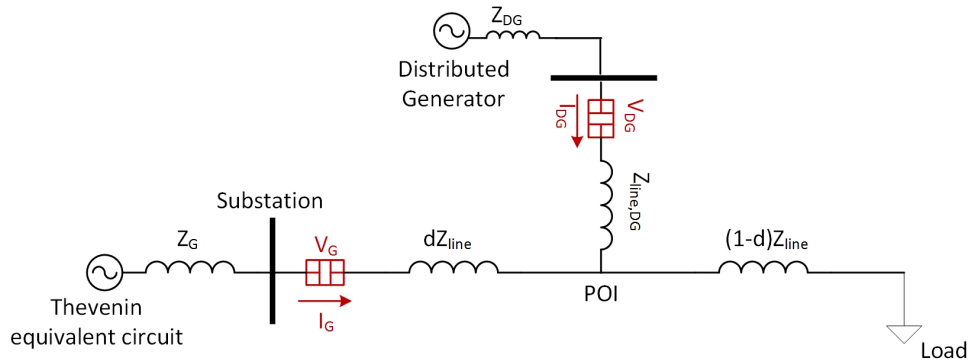 Z_DG
Distributed
Generator
I_DG
V_DG
Z_line,DG
Substation
Z_G
V_G
dZ_line
(1-d)Z_line
I_G
POI
Thevenin
equivalent circuit
Load